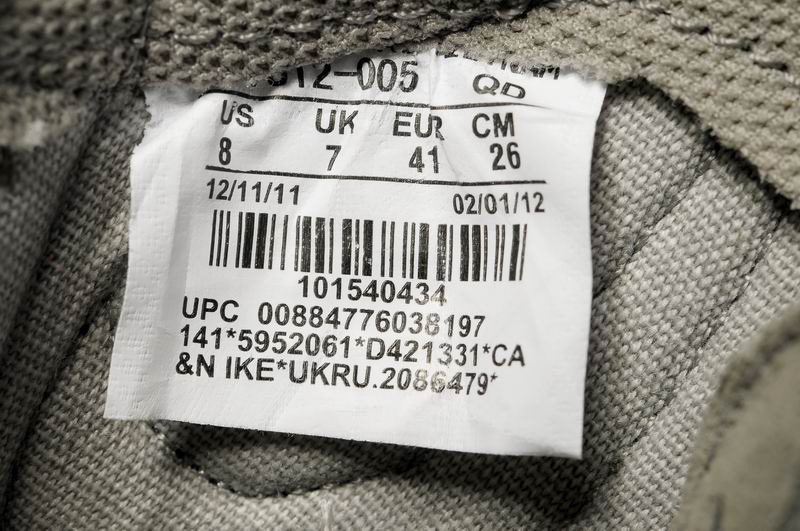 312-005
QD
US UK EUR CM
8 7 41 26
12/11/11 02/01/12
101540434
UPC 00884776038197
141*5952061*D421331*CA
&N IKE*UKRU.2086479*